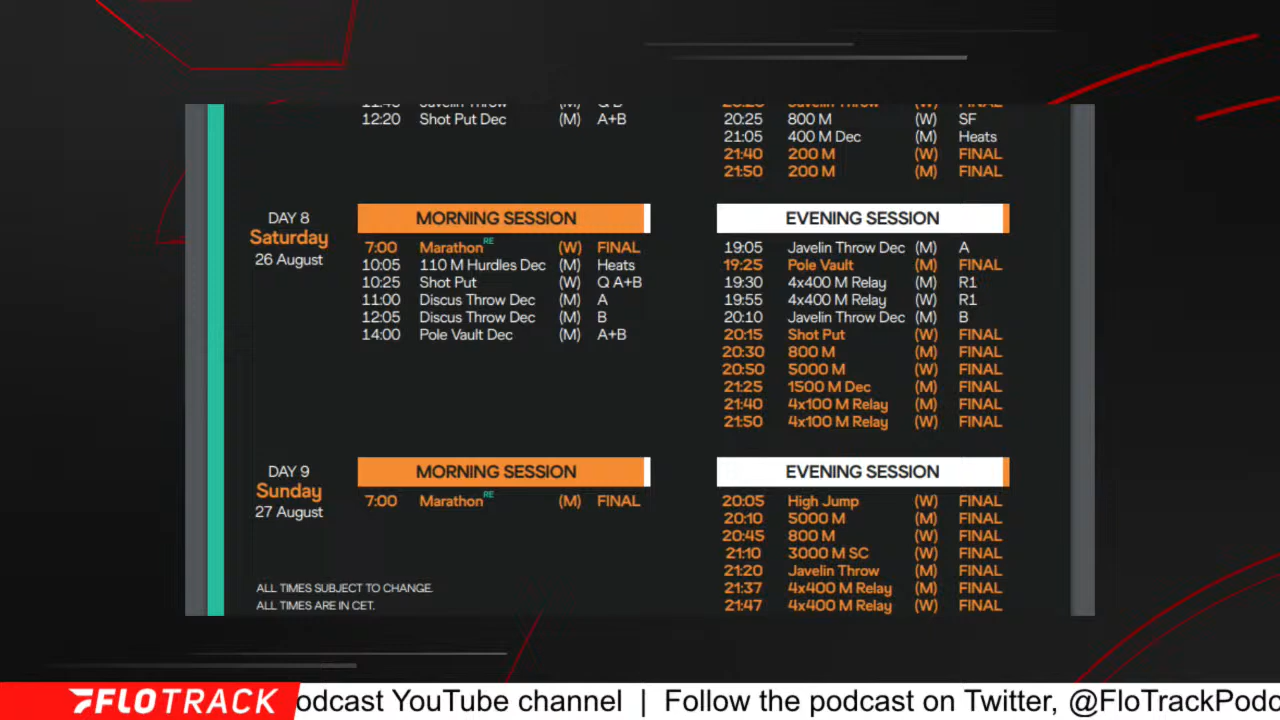 12:20 Shot Put Dec (M) A+B
20:25 800 M (W) SF
21:05 400 M Dec (M) Heats
21:40 200 M (W) FINAL
21:50 200 M (M) FINAL
DAY 8
Saturday
26 August
MORNING SESSION
7:00 Marathon RE (W) FINAL
10:05 110 M Hurdles Dec (M) Heats
10:25 Shot Put (W) Q A+B
11:00 Discus Throw Dec (M) A
12:05 Discus Throw Dec (M) B
14:00 Pole Vault Dec (M) A+B
EVENING SESSION
19:05 Javelin Throw Dec (M) A
19:25 Pole Vault (M) FINAL
19:30 4x400 M Relay (M) R1
19:55 4x400 M Relay (W) R1
20:10 Javelin Throw Dec (M) B
20:15 Shot Put (W) FINAL
20:30 800 M (M) FINAL
20:50 5000 M (W) FINAL
21:25 1500 M Dec (M) FINAL
21:40 4x100 M Relay (M) FINAL
21:50 4x100 M Relay (W) FINAL
DAY 9
Sunday
27 August
MORNING SESSION
7:00 Marathon RE (M) FINAL
EVENING SESSION
20:05 High Jump (W) FINAL
20:10 5000 M (M) FINAL
20:45 800 M (W) FINAL
21:10 3000 M SC (W) FINAL
21:20 Javelin Throw (M) FINAL
21:37 4x400 M Relay (M) FINAL
21:47 4x400 M Relay (W) FINAL
ALL TIMES SUBJECT TO CHANGE.
ALL TIMES ARE IN CET.
FLOTRACK
odcast YouTube channel | Follow the podcast on Twitter, @FloTrackPodc